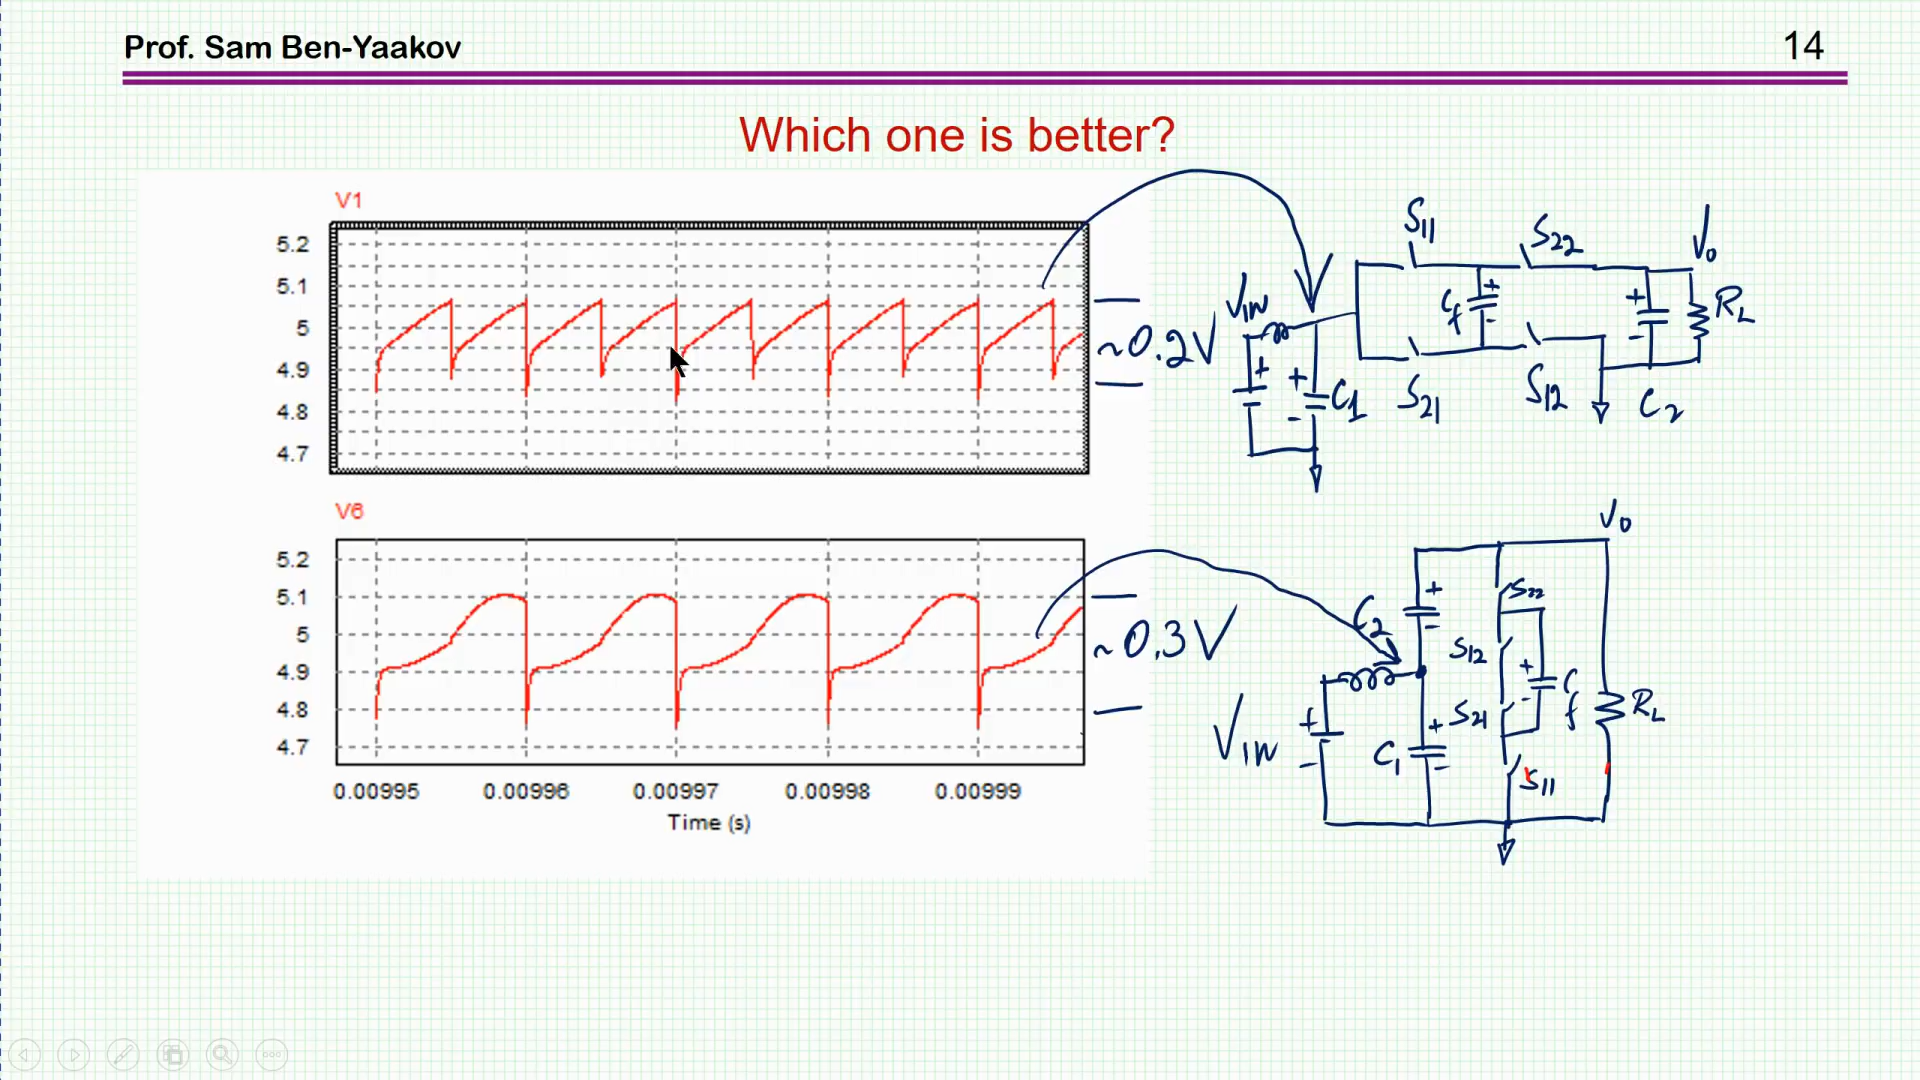 Prof. Sam Ben-Yaakov
14
Which one is better?
V1
5.2
5.1
5
4.9
4.8
4.7
~0.2V
Vin
C1
S11
S22
Vo
Cf
RL
S21
S12
C2
V6
5.2
5.1
5
4.9
4.8
4.7
0.00995 0.00996 0.00997 0.00998 0.00999
Time (s)
~0.3V
Vo
C2
S22
S12
S21
Cf
RL
VIN
C1
S11